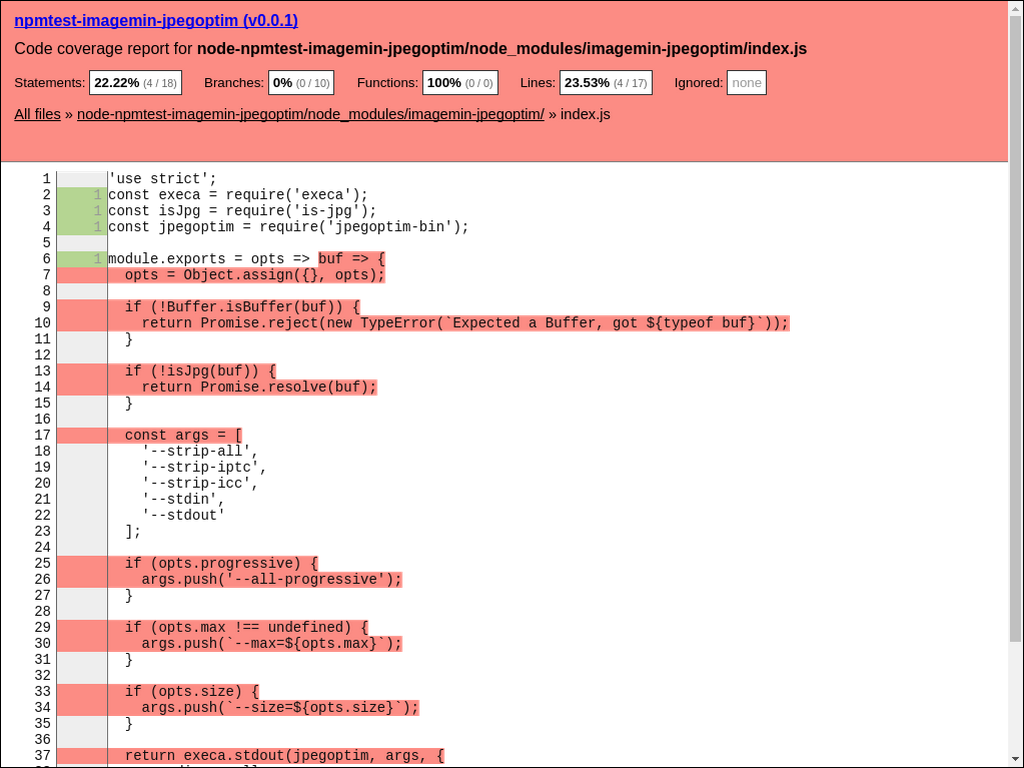 npmtest-imagemin-jpegoptim (v0.0.1)
Code coverage report for node-npmtest-imagemin-jpegoptim/node_modules/imagemin-jpegoptim/index.js
Statements: 22.22% (4 / 18) Branches: 0% (0 / 10) Functions: 100% (0 / 0) Lines: 23.53% (4 / 17) Ignored: none
All files » node-npmtest-imagemin-jpegoptim/node_modules/imagemin-jpegoptim/ » index.js
1 'use strict';
2 1 const execa = require('execa');
3 1 const isJpg = require('is-jpg');
4 1 const jpegoptim = require('jpegoptim-bin');
5
6 1 module.exports = opts => buf => {
7 opts = Object.assign({}, opts);
8
9 if (!Buffer.isBuffer(buf)) {
10 return Promise.reject(new TypeError(`Expected a Buffer, got ${typeof buf}`));
11 }
12
13 if (!isJpg(buf)) {
14 return Promise.resolve(buf);
15 }
16
17 const args = [
18 '--strip-all',
19 '--strip-iptc',
20 '--strip-icc',
21 '--stdin',
22 '--stdout'
23 ];
24
25 if (opts.progressive) {
26 args.push('--all-progressive');
27 }
28
29 if (opts.max !== undefined) {
30 args.push(`--max=${opts.max}`);
31 }
32
33 if (opts.size) {
34 args.push(`--size=${opts.size}`);
35 }
36
37 return execa.stdout(jpegoptim, args, {